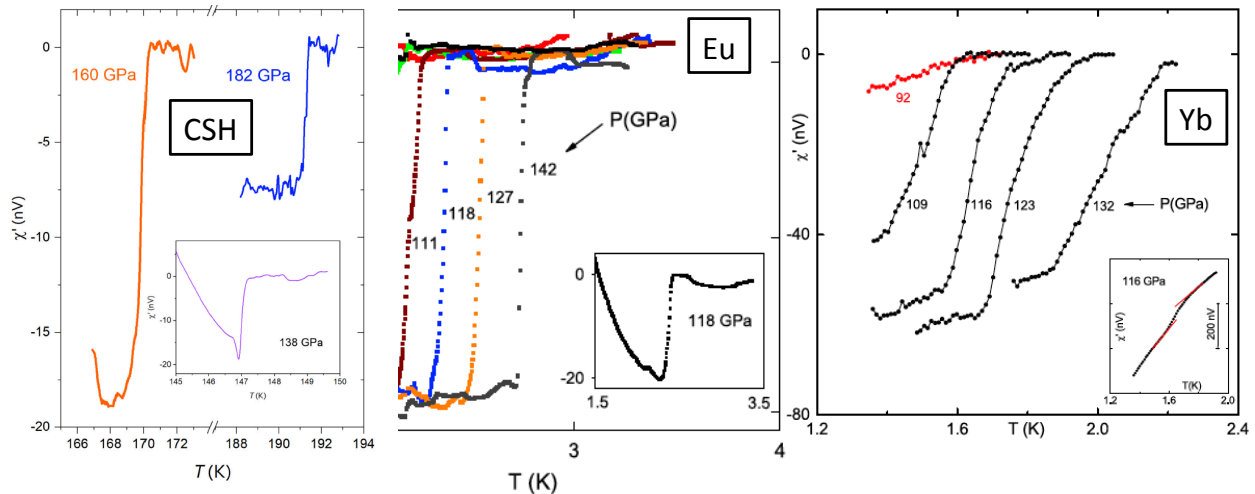 0
-5
-10
-15
-20
χ' (nV)
160 GPa
182 GPa
CSH
166
168
170
172
188
190
192
194
T (K)
0
-10
-20
χ' (nV)
138 GPa
145
146
147
148
149
150
T (K)
Eu
P(GPa)
142
127
118
111
0
-20
118 GPa
1.5
3.5
3
4
T (K)
0
-40
-80
χ' (nV)
Yb
92
109
116
123
132
P(GPa)
116 GPa
χ' (nV)
200 nV
1.2
1.6
2.0
T(K)
1.2
1.6
2.0
2.4
T (K)